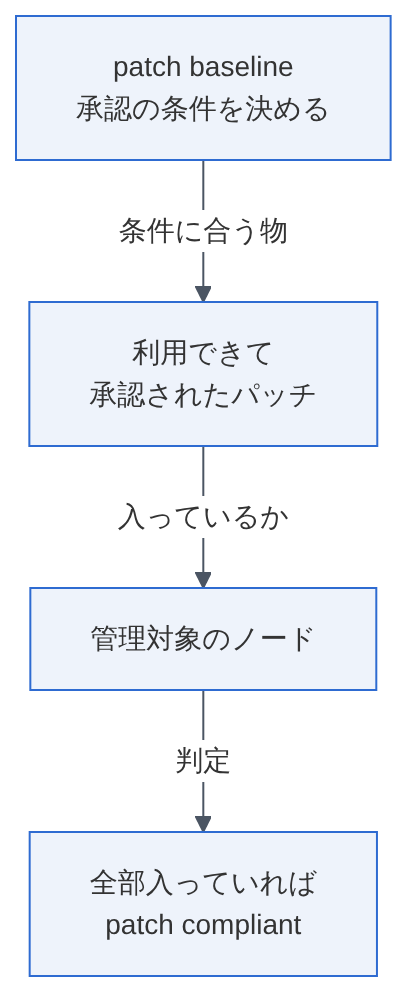 patch baseline
承認の条件を決める
条件に合う物
利用できて
承認されたパッチ
入っているか
管理対象のノード
判定
全部入っていれば
patch compliant